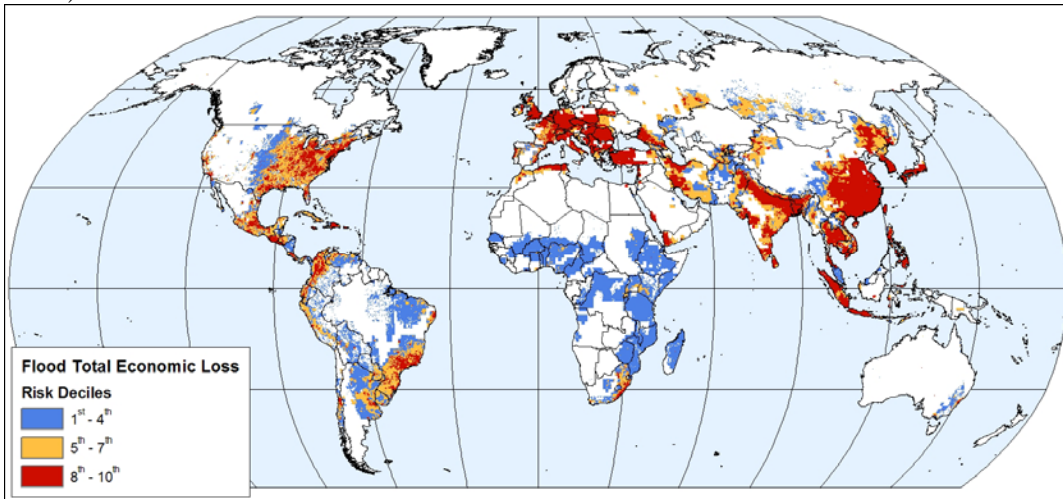 Flood Total Economic Loss
Risk Deciles
1st - 4th
5th - 7th
8th - 10th